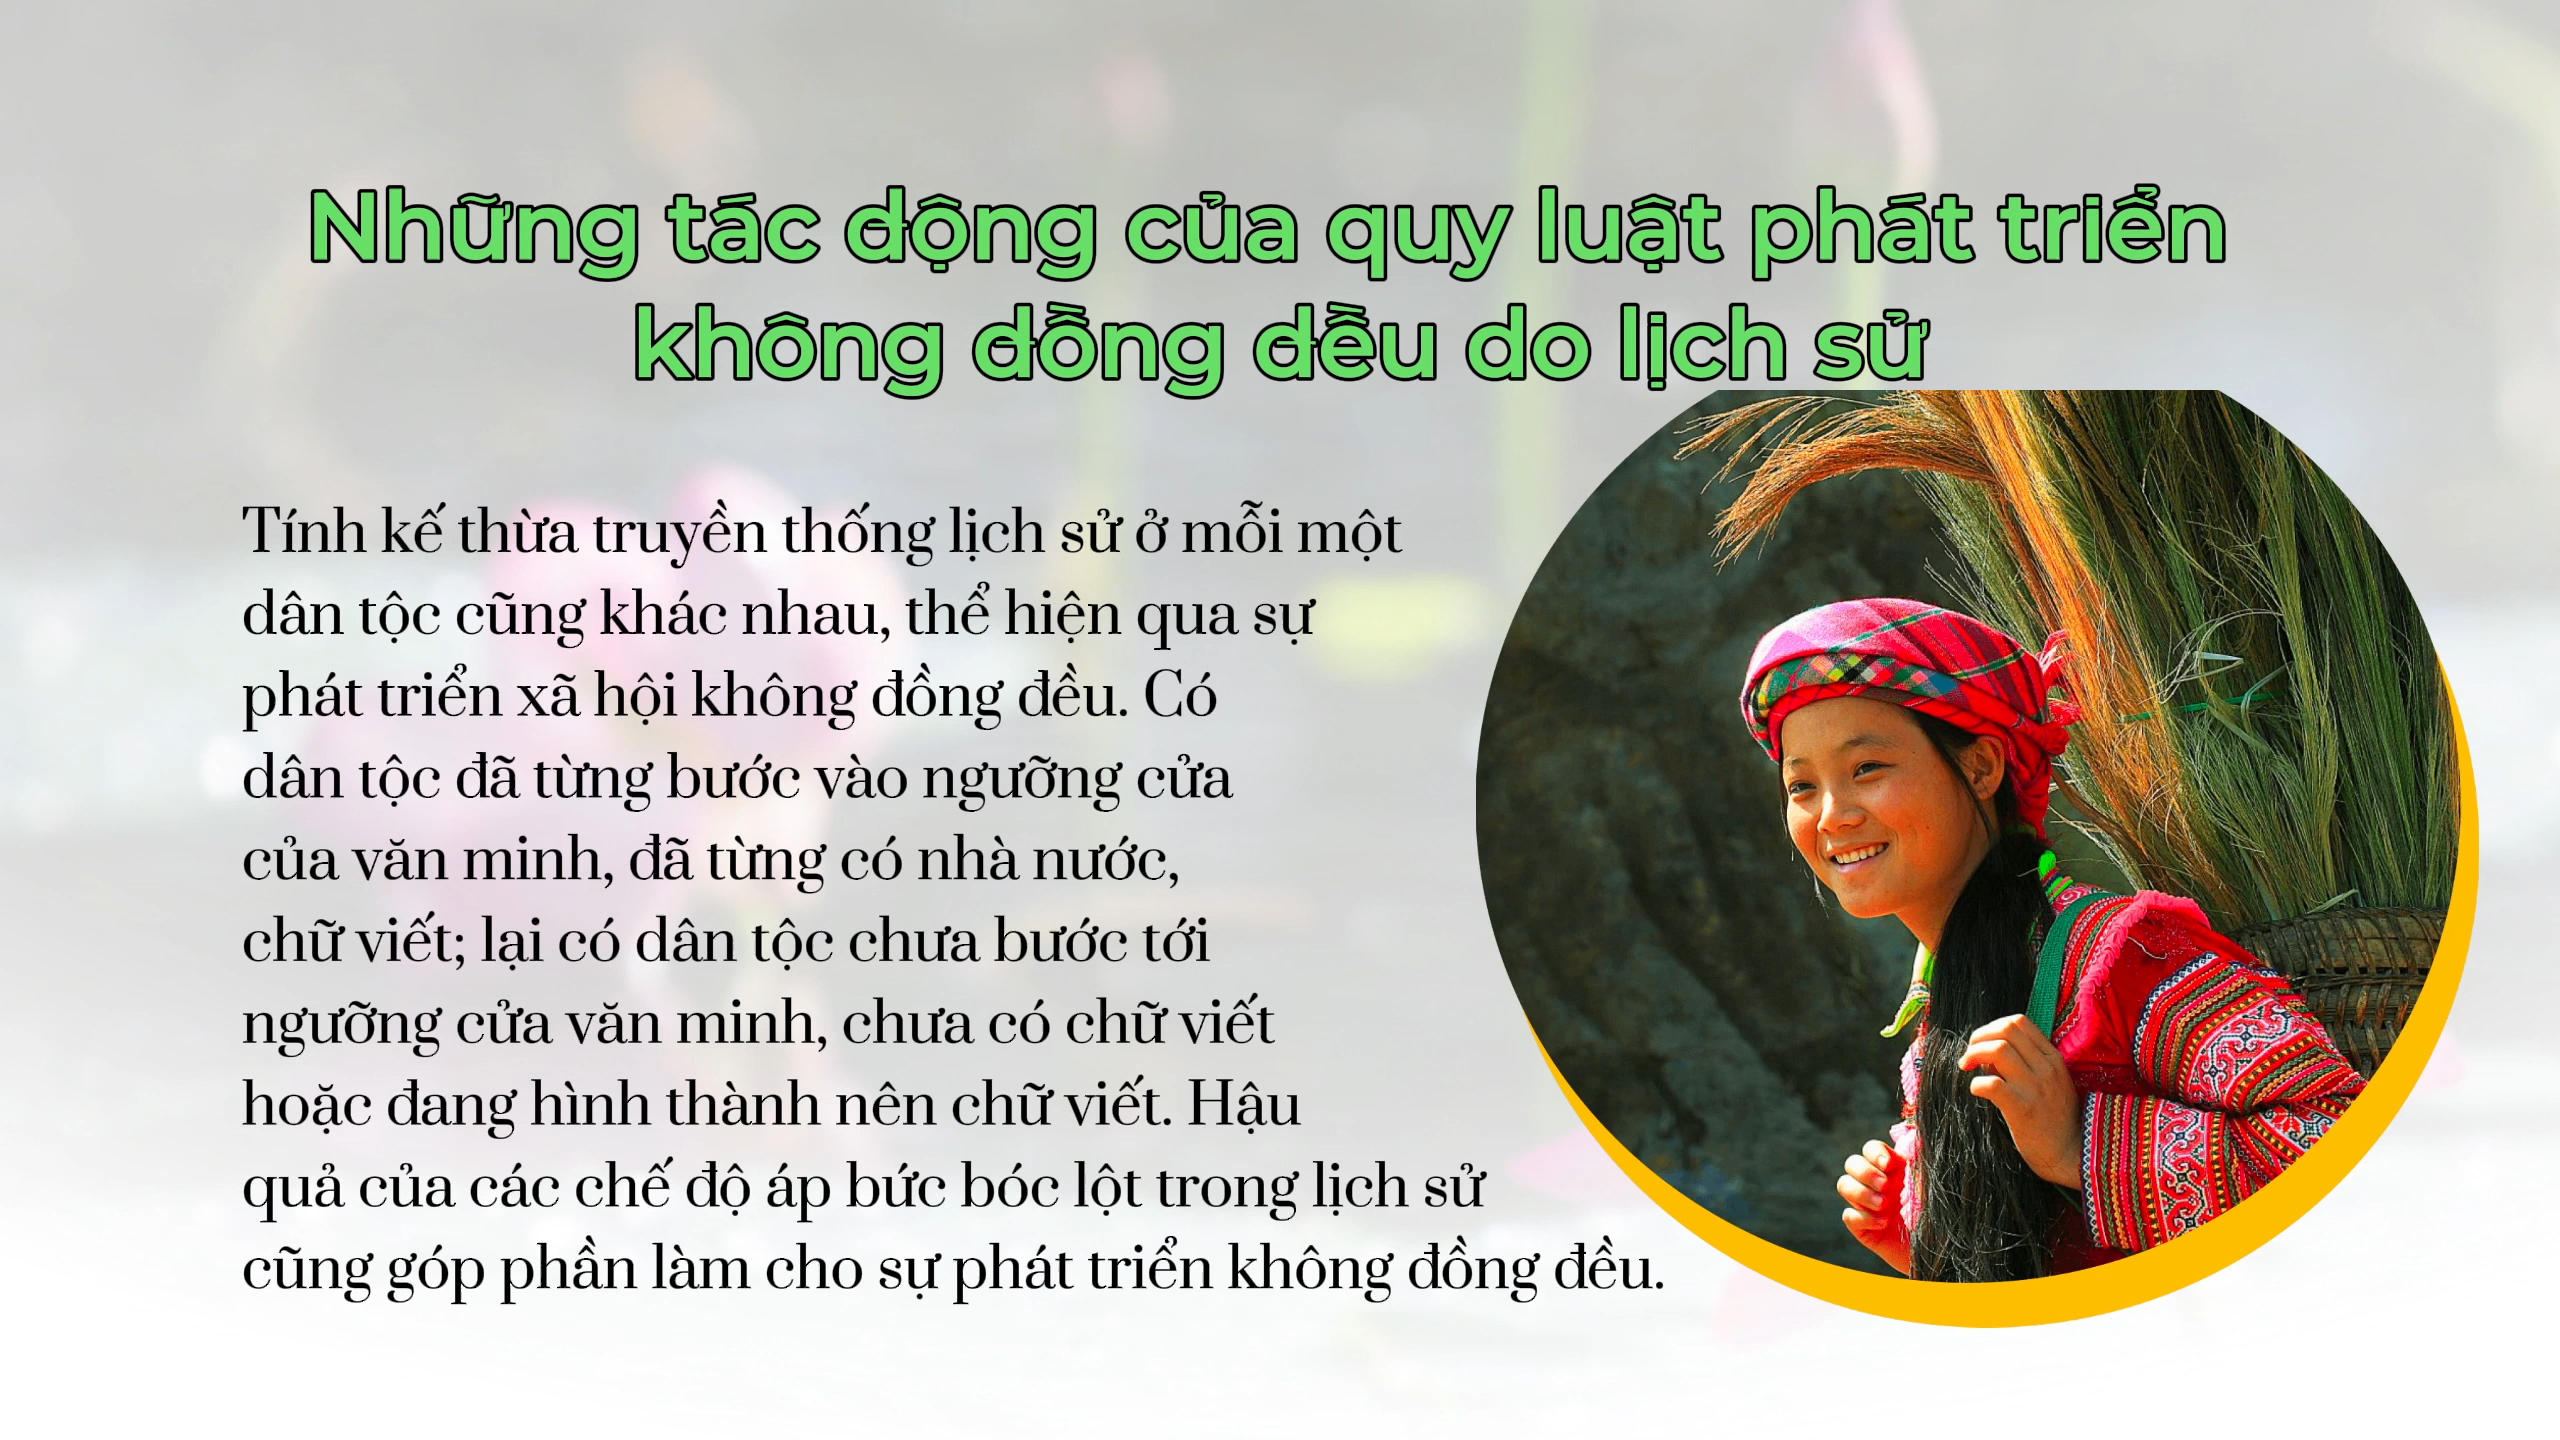 Những tác động của quy luật phát triển
không đồng đều do lịch sử
Tính kế thừa truyền thống lịch sử ở mỗi một
dân tộc cũng khác nhau, thể hiện qua sự
phát triển xã hội không đồng đều. Có
dân tộc đã từng bước vào ngưỡng cửa
của văn minh, đã từng có nhà nước,
chữ viết; lại có dân tộc chưa bước tới
ngưỡng cửa văn minh, chưa có chữ viết
hoặc đang hình thành nên chữ viết. Hậu
quả của các chế độ áp bức bóc lột trong lịch sử
cũng góp phần làm cho sự phát triển không đồng đều.